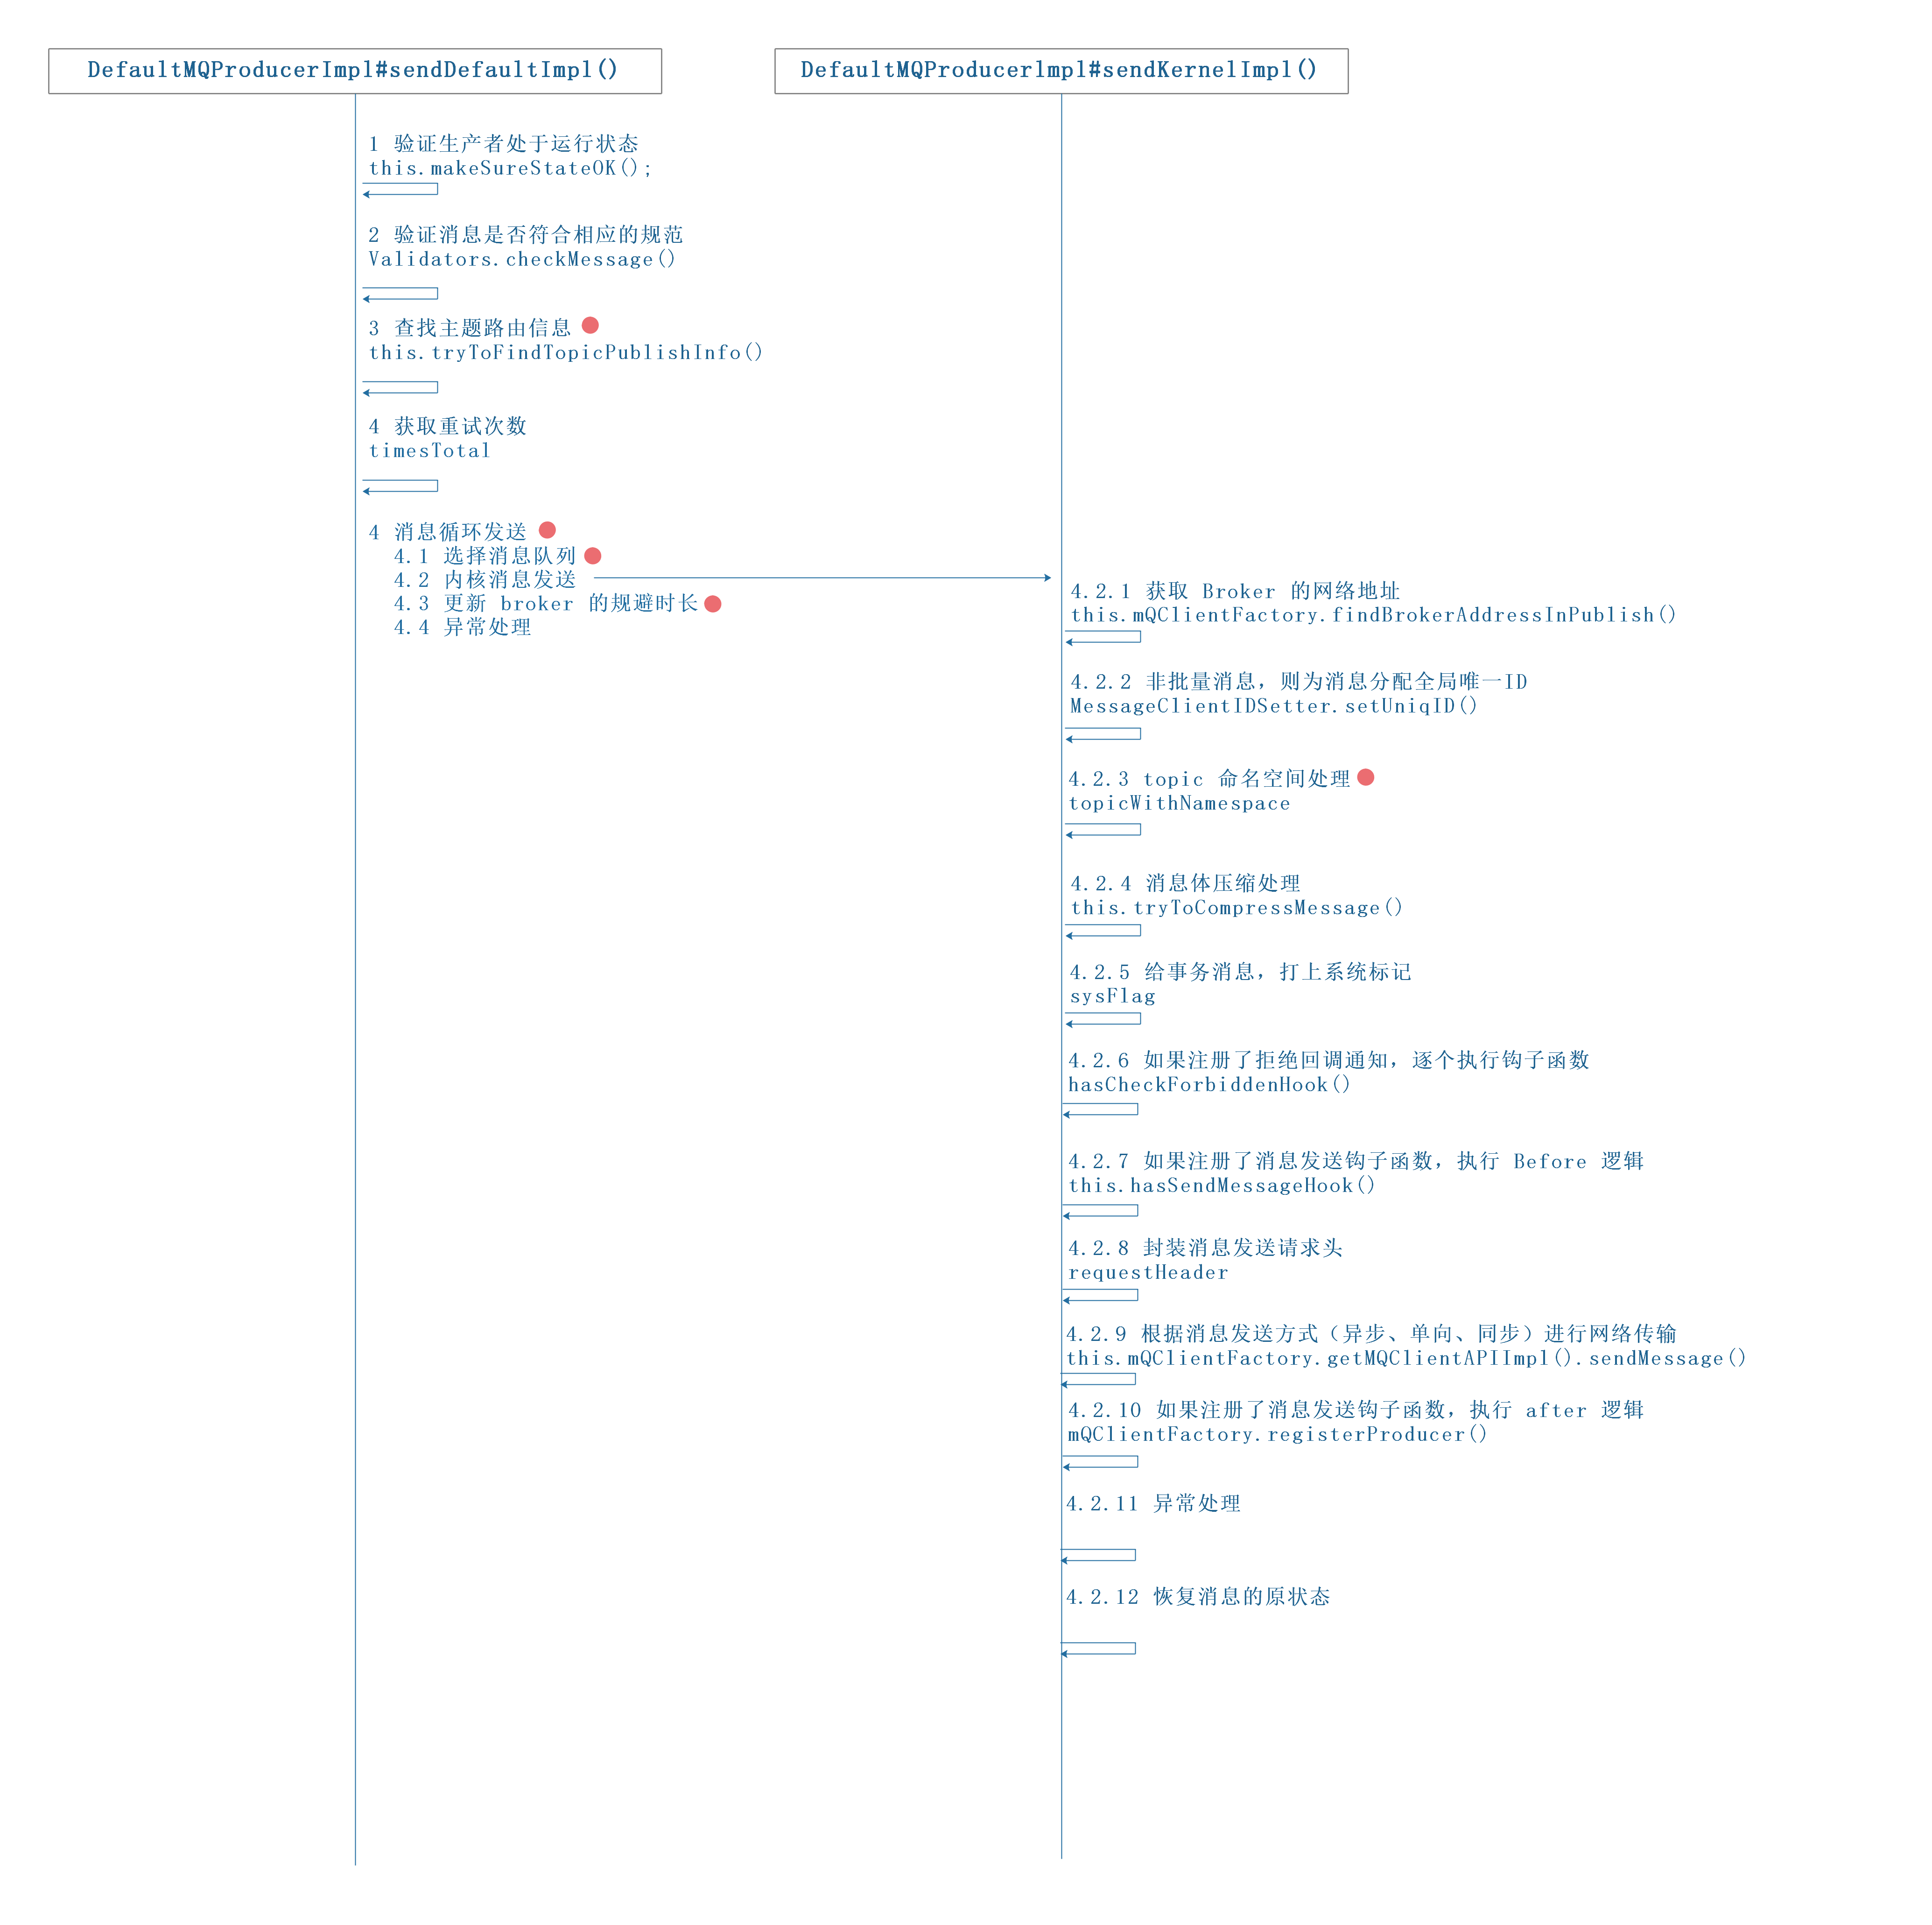 DefaultMQProducerImpl#sendDefaultImpl()
DefaultMQProducerlmpl#sendKernelImpl()
1 验证生产者处于运行状态
this.makeSureStateOK();
2 验证消息是否符合相应的规范
Validators.checkMessage()
3 查找主题路由信息
this.tryToFindTopicPublishInfo()
4 获取重试次数
timesTotal
4 消息循环发送
4.1 选择消息队列
4.2 内核消息发送
4.3 更新 broker 的规避时长
4.4 异常处理
4.2.1 获取 Broker 的网络地址
this.mQClientFactory.findBrokerAddressInPublish()
4.2.2 非批量消息，则为消息分配全局唯一ID
MessageClientIDSetter.setUniqID()
4.2.3 topic 命名空间处理
topicWithNamespace
4.2.4 消息体压缩处理
this.tryToCompressMessage()
4.2.5 给事务消息，打上系统标记
sysFlag
4.2.6 如果注册了拒绝回调通知，逐个执行钩子函数
hasCheckForbiddenHook()
4.2.7 如果注册了消息发送钩子函数，执行 Before 逻辑
this.hasSendMessageHook()
4.2.8 封装消息发送请求头
requestHeader
4.2.9 根据消息发送方式（异步、单向、同步）进行网络传输
this.mQClientFactory.getMQClientAPIImpl().sendMessage()
4.2.10 如果注册了消息发送钩子函数，执行 after 逻辑
mQClientFactory.registerProducer()
4.2.11 异常处理
4.2.12 恢复消息的原状态